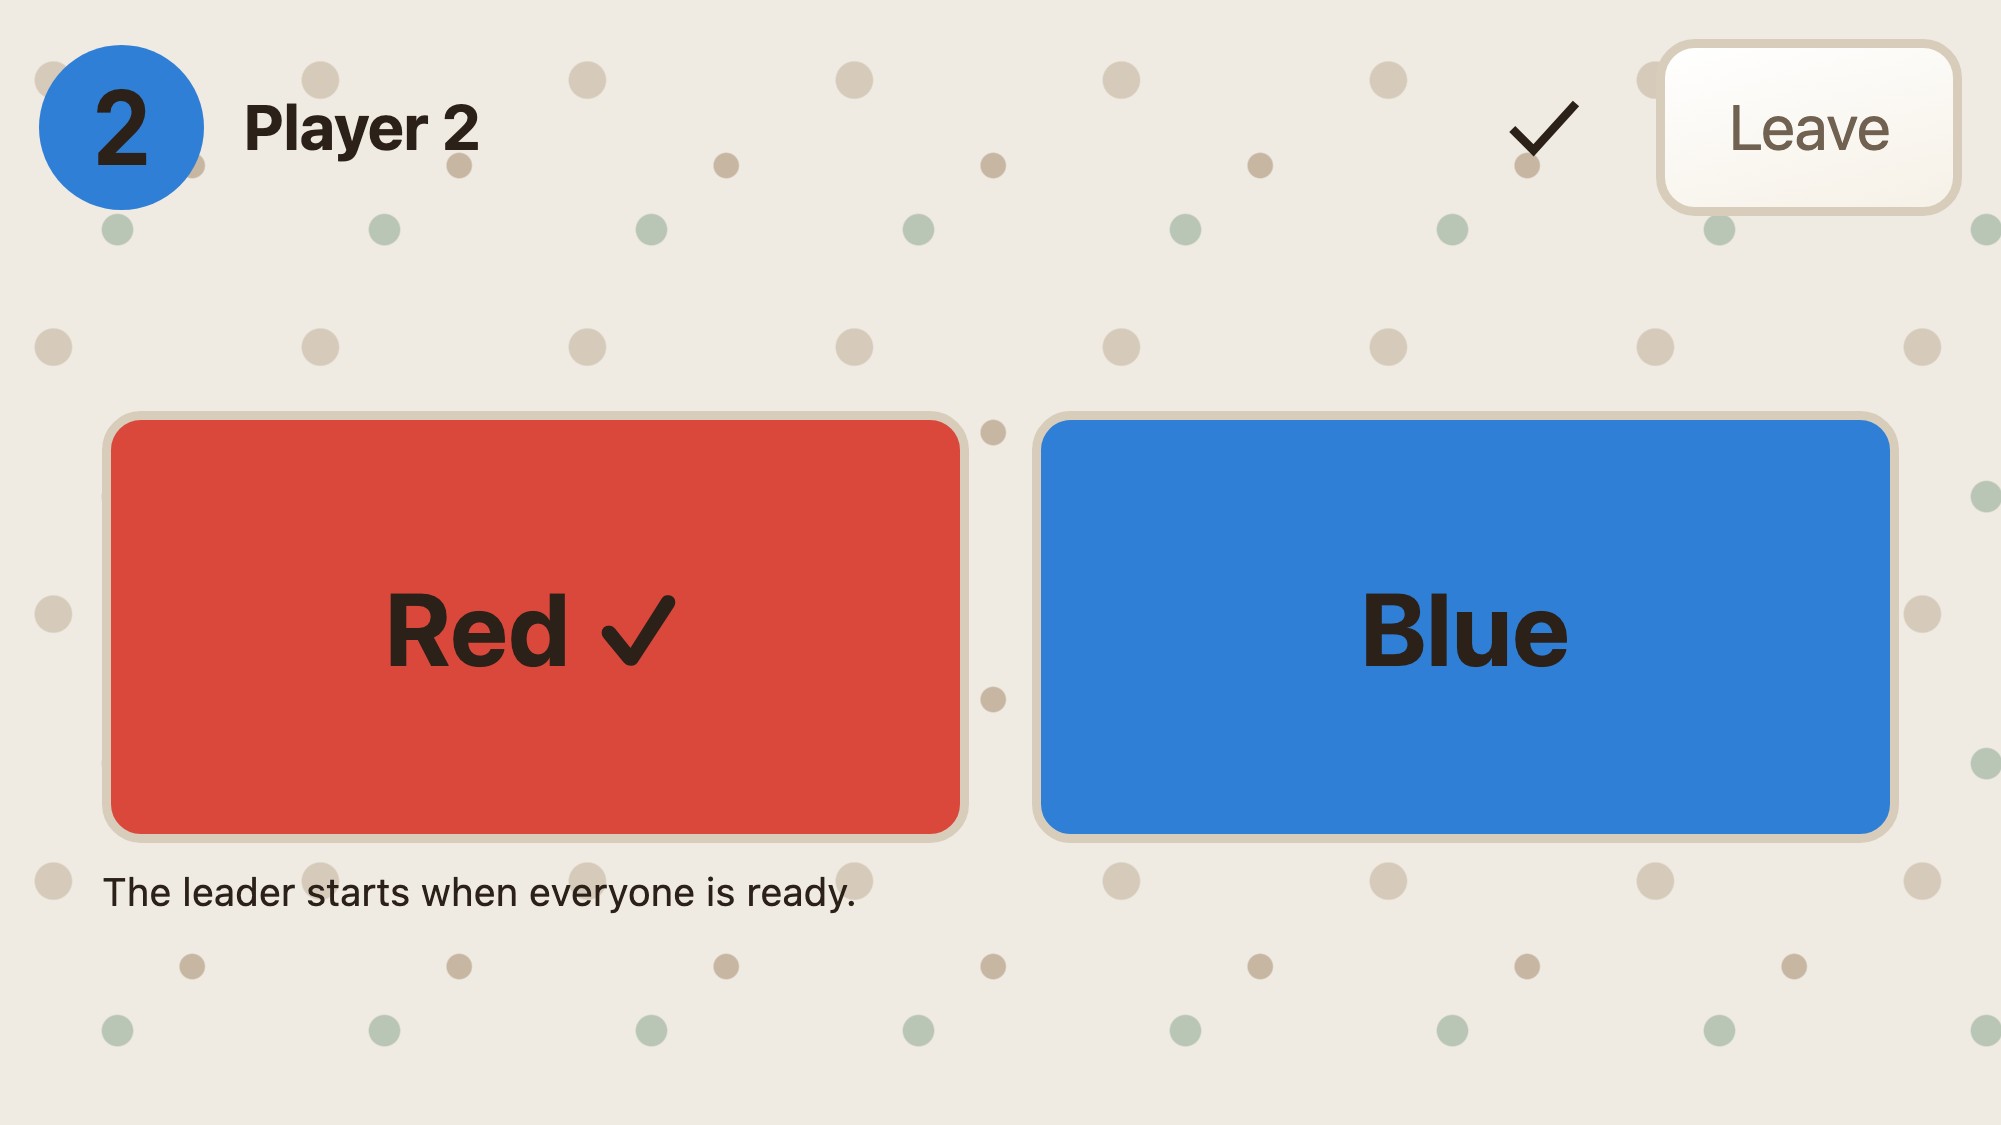 2
Player 2
✓
Leave
Red ✓
Blue
The leader starts when everyone is ready.